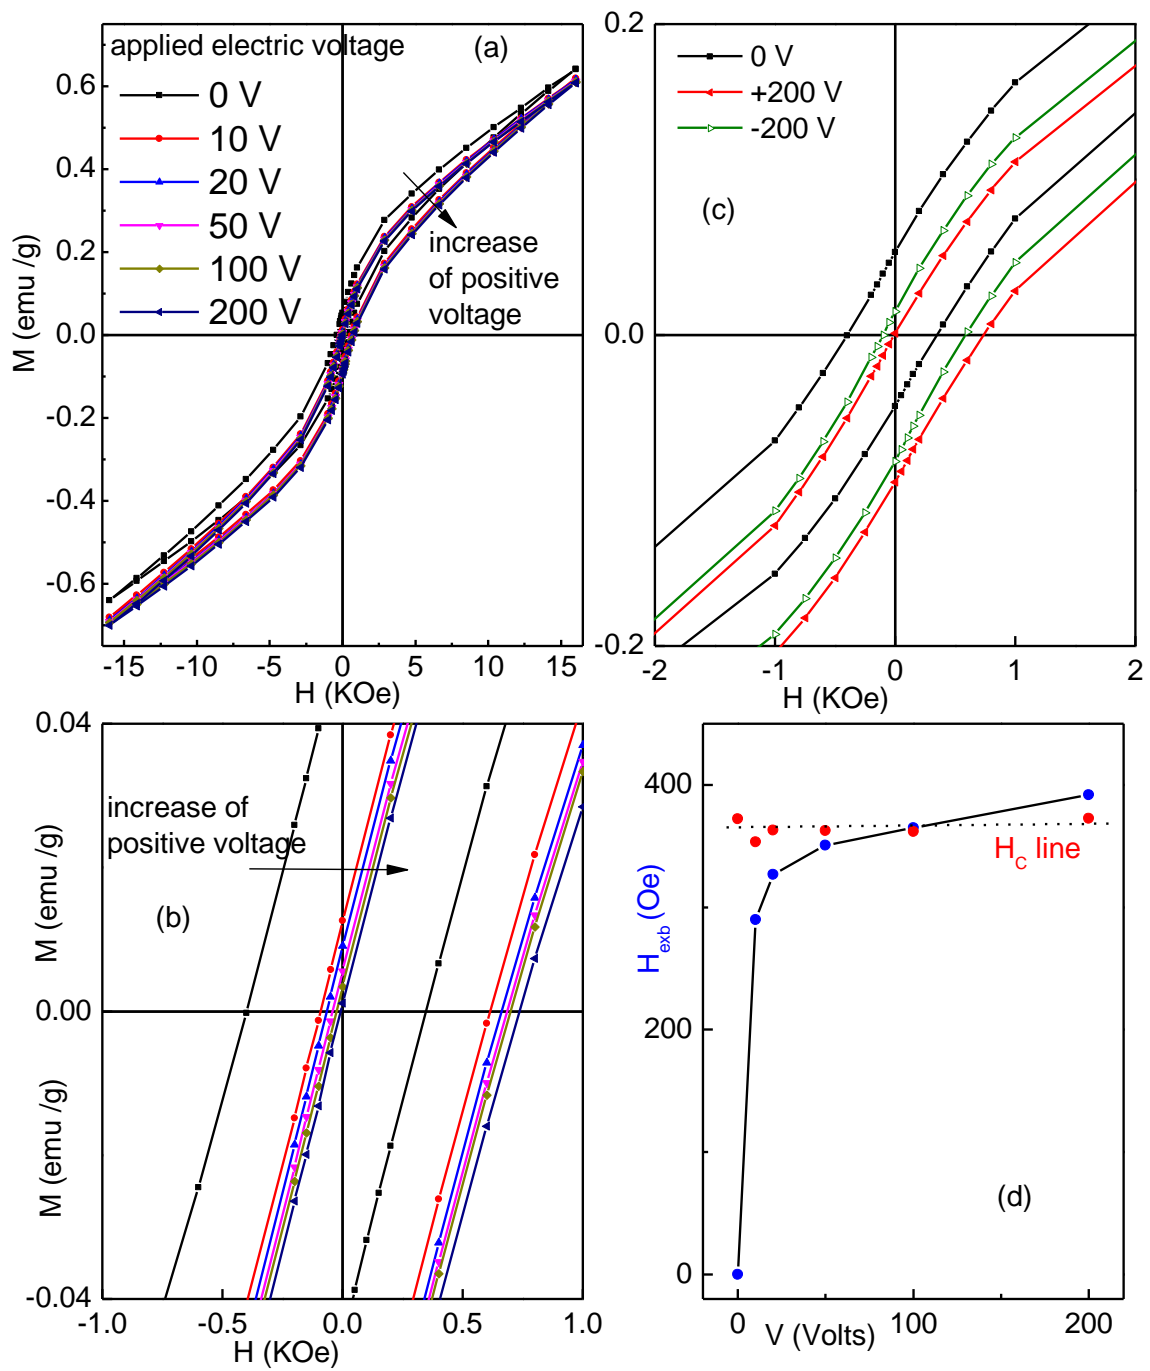 applied electric voltage
(a)
0 V
10 V
20 V
50 V
100 V
200 V
increase
of positive
voltage
M (emu /g)
0.6
0.4
0.2
0.0
-0.2
-0.4
-0.6
-15
-10
-5
0
5
10
15
H (KOe)
0 V
+200 V
-200 V
(c)
0.2
0.0
-0.2
-2
-1
0
1
2
H (KOe)
increase of
positive voltage
(b)
M (emu /g)
M (emu /g)
0.04
0.00
-0.04
-1.0
-0.5
0.0
0.5
1.0
H (KOe)
H_exb (Oe)
400
200
0
H_C line
(d)
0
100
200
V (Volts)